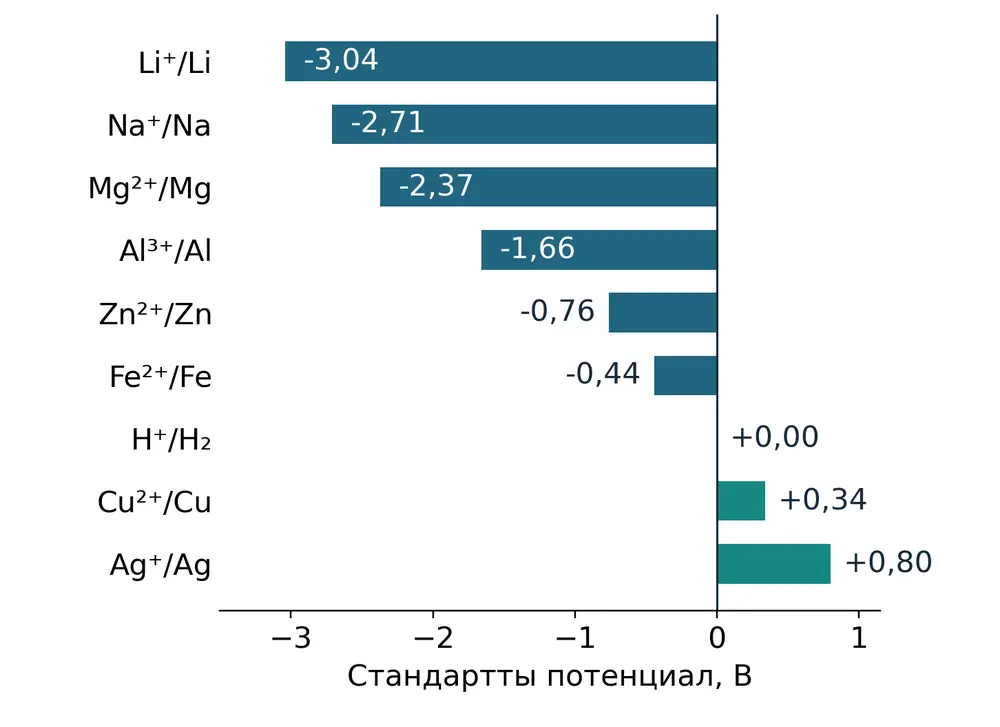 Li⁺/Li -3,04
Na⁺/Na -2,71
Mg²⁺/Mg -2,37
Al³⁺/Al -1,66
Zn²⁺/Zn -0,76
Fe²⁺/Fe -0,44
H⁺/H₂ +0,00
Cu²⁺/Cu +0,34
Ag⁺/Ag +0,80
−3 −2 −1 0 1
Стандартты потенциал, В